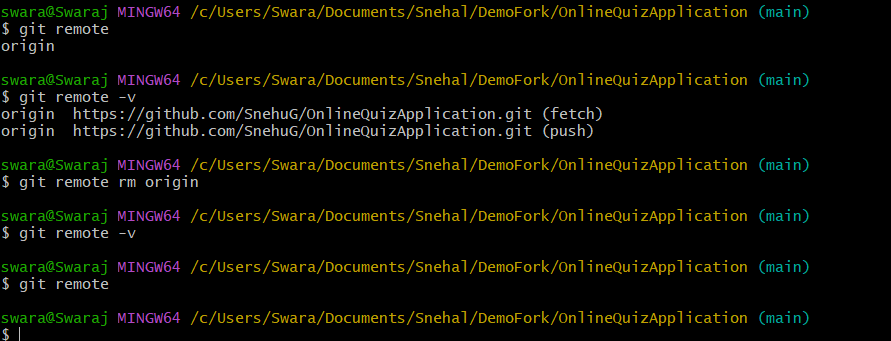 swara@Swaraj MINGW64 /c/Users/Swara/Documents/Snehal/DemoFork/OnlineQuizApplication (main)
$ git remote
origin
swara@Swaraj MINGW64 /c/Users/Swara/Documents/Snehal/DemoFork/OnlineQuizApplication (main)
$ git remote -v
origin  https://github.com/SnehuG/OnlineQuizApplication.git (fetch)
origin  https://github.com/SnehuG/OnlineQuizApplication.git (push)
swara@Swaraj MINGW64 /c/Users/Swara/Documents/Snehal/DemoFork/OnlineQuizApplication (main)
$ git remote rm origin
swara@Swaraj MINGW64 /c/Users/Swara/Documents/Snehal/DemoFork/OnlineQuizApplication (main)
$ git remote -v
swara@Swaraj MINGW64 /c/Users/Swara/Documents/Snehal/DemoFork/OnlineQuizApplication (main)
$ git remote
swara@Swaraj MINGW64 /c/Users/Swara/Documents/Snehal/DemoFork/OnlineQuizApplication (main)
$